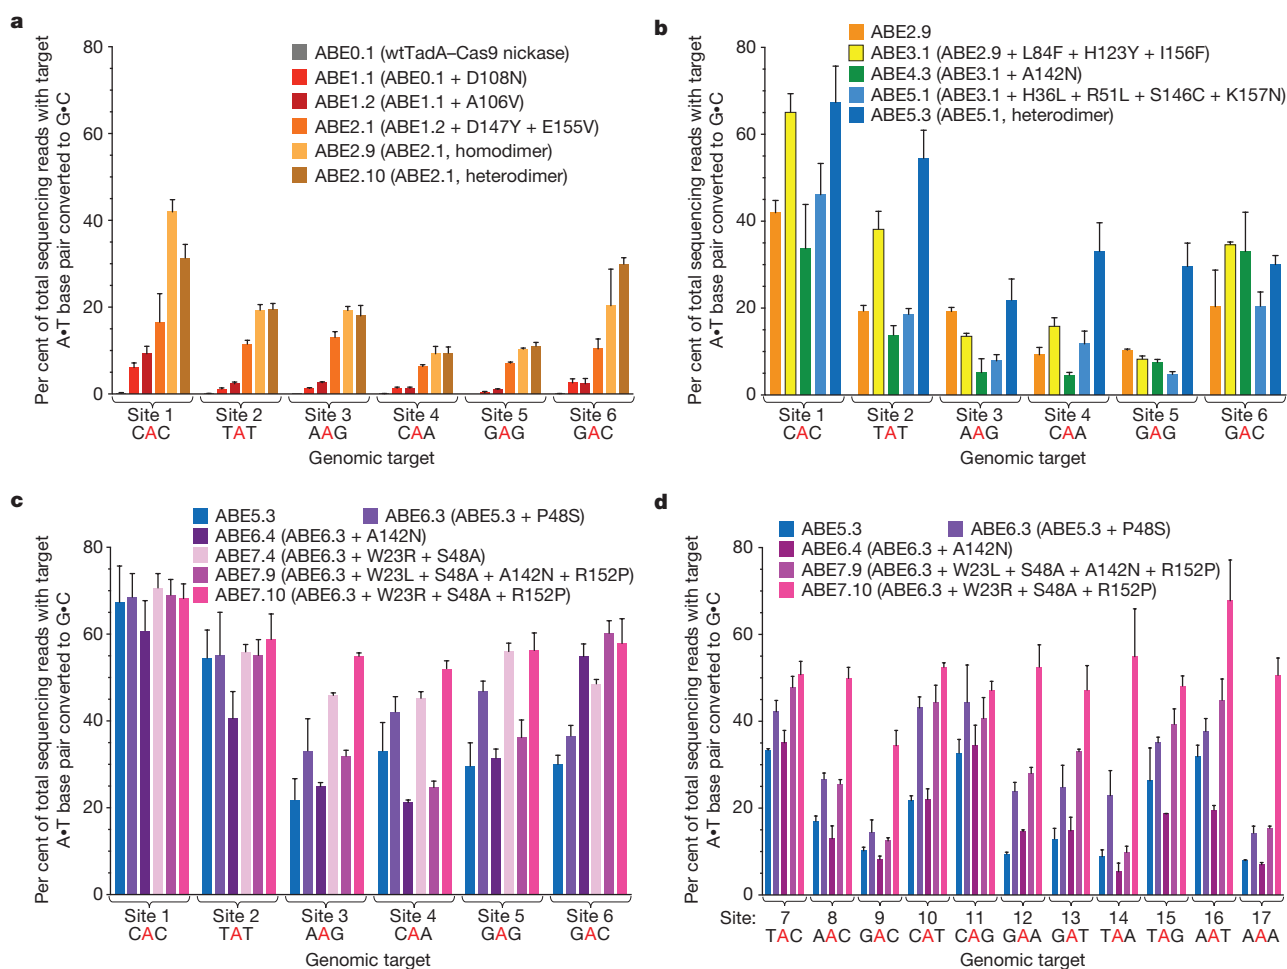 a
Per cent of total sequencing reads with target
A•T base pair converted to G•C
80
60
40
20
0
ABE0.1 (wtTadA–Cas9 nickase)
ABE1.1 (ABE0.1 + D108N)
ABE1.2 (ABE1.1 + A106V)
ABE2.1 (ABE1.2 + D147Y + E155V)
ABE2.9 (ABE2.1, homodimer)
ABE2.10 (ABE2.1, heterodimer)
Site 1 Site 2 Site 3 Site 4 Site 5 Site 6
CAC TAT AAG CAA GAG GAC
Genomic target
b
Per cent of total sequencing reads with target
A•T base pair converted to G•C
80
60
40
20
0
ABE2.9
ABE3.1 (ABE2.9 + L84F + H123Y + I156F)
ABE4.3 (ABE3.1 + A142N)
ABE5.1 (ABE3.1 + H36L + R51L + S146C + K157N)
ABE5.3 (ABE5.1, heterodimer)
Site 1 Site 2 Site 3 Site 4 Site 5 Site 6
CAC TAT AAG CAA GAG GAC
Genomic target
c
Per cent of total sequencing reads with target
A•T base pair converted to G•C
80
60
40
20
0
ABE5.3 ABE6.3 (ABE5.3 + P48S)
ABE6.4 (ABE6.3 + A142N)
ABE7.4 (ABE6.3 + W23R + S48A)
ABE7.9 (ABE6.3 + W23L + S48A + A142N + R152P)
ABE7.10 (ABE6.3 + W23R + S48A + R152P)
Site 1 Site 2 Site 3 Site 4 Site 5 Site 6
CAC TAT AAG CAA GAG GAC
Genomic target
d
Per cent of total sequencing reads with target
A•T base pair converted to G•C
80
60
40
20
0
ABE5.3 ABE6.3 (ABE5.3 + P48S)
ABE6.4 (ABE6.3 + A142N)
ABE7.9 (ABE6.3 + W23L + S48A + A142N + R152P)
ABE7.10 (ABE6.3 + W23R + S48A + R152P)
Site: 7 8 9 10 11 12 13 14 15 16 17
TAC AAC GAC CAT CAG GAA GAT TAA TAG AAT AAA
Genomic target